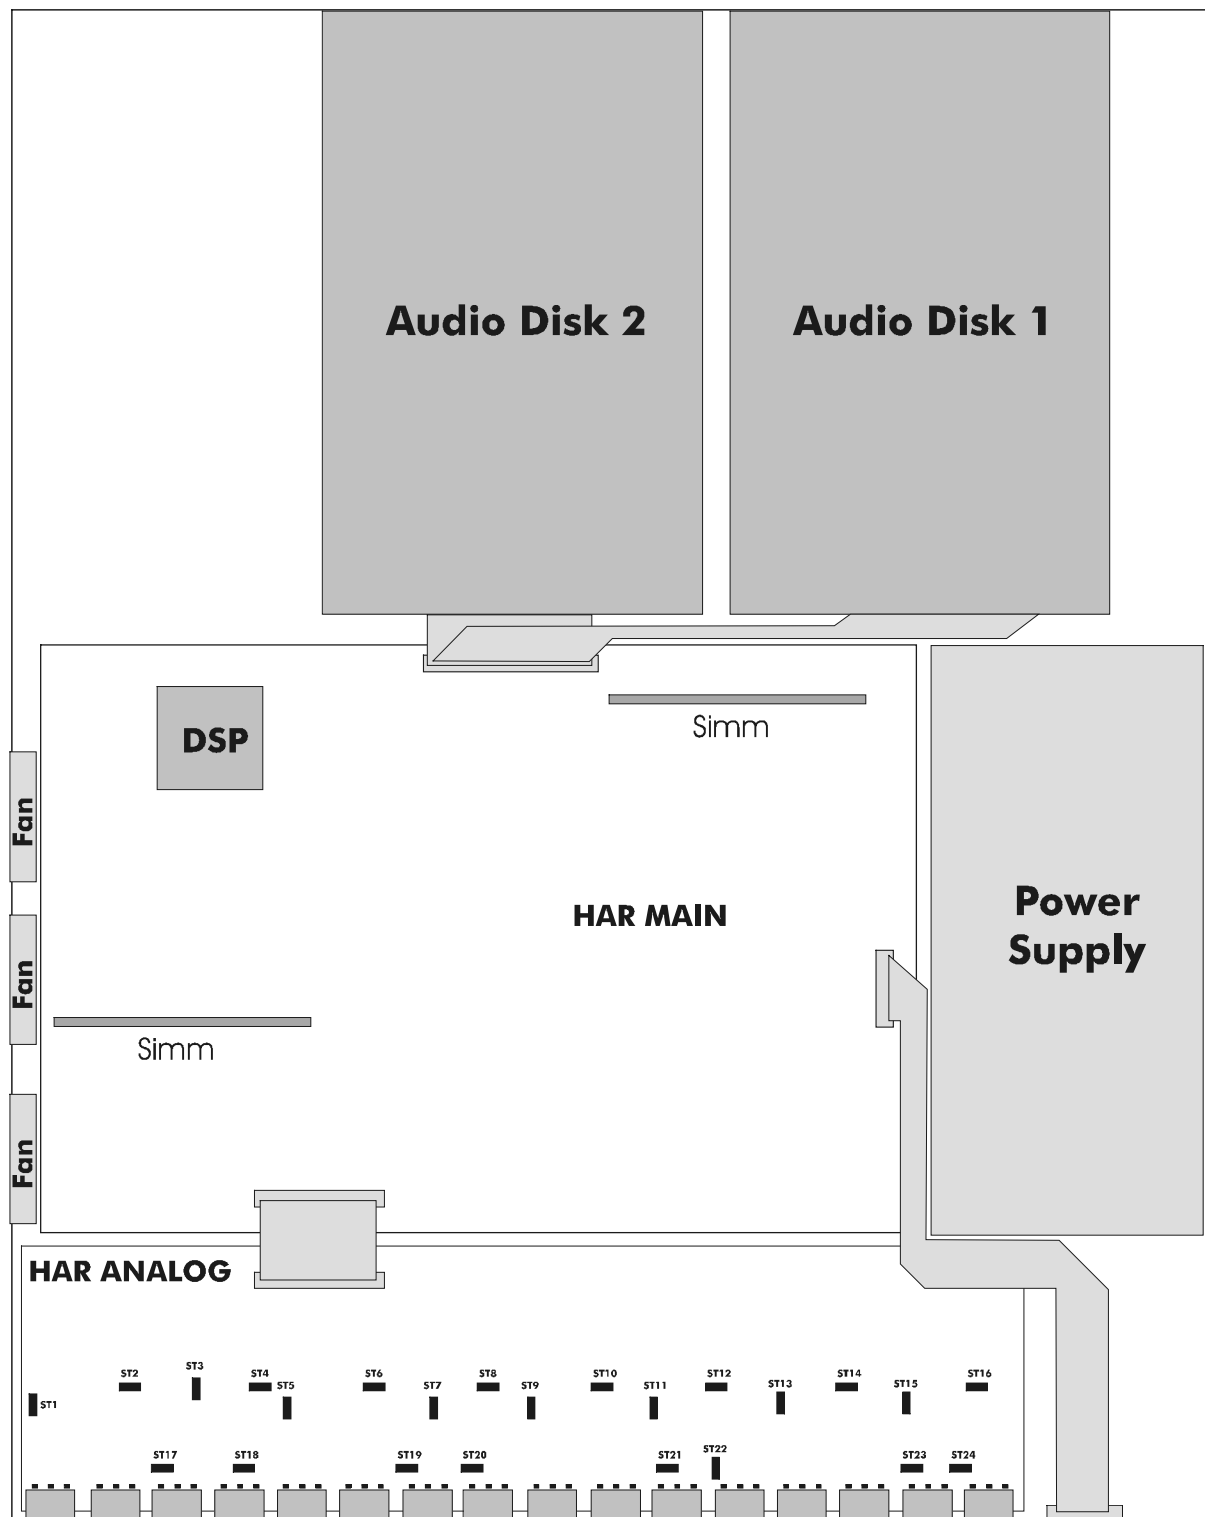 Audio Disk 2
Audio Disk 1
Simm
DSP
Fan
HAR MAIN
Power
Supply
Fan
Simm
Fan
HAR ANALOG
ST1
ST2
ST3
ST4
ST5
ST6
ST7
ST8
ST9
ST10
ST11
ST12
ST13
ST14
ST15
ST16
ST17
ST18
ST19
ST20
ST21
ST22
ST23
ST24